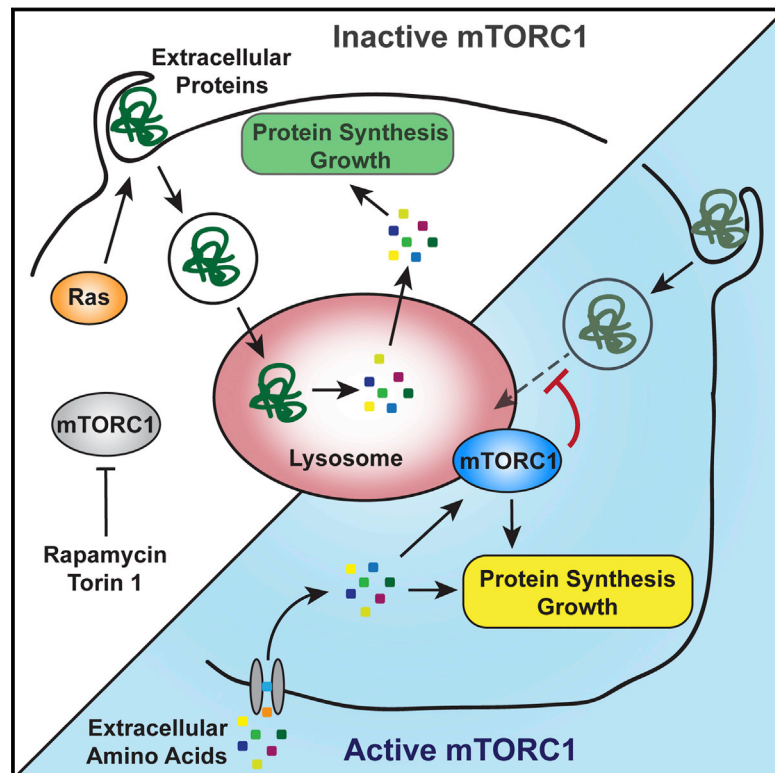 Inactive mTORC1
Extracellular
Proteins
Protein Synthesis
Growth
Ras
mTORC1
Lysosome
mTORC1
Rapamycin
Torin 1
Protein Synthesis
Growth
Extracellular
Amino Acids
Active mTORC1